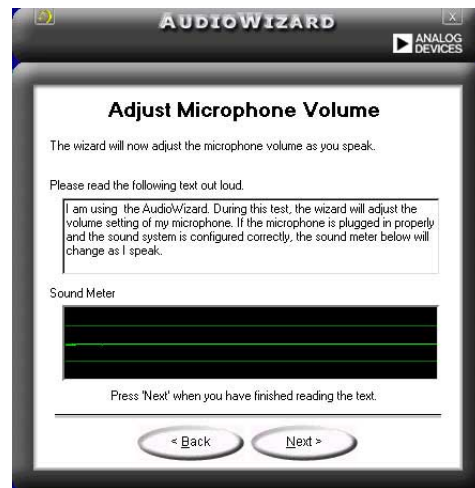 AUDIOWIZARD
ANALOG
DEVICES
Adjust Microphone Volume
The wizard will now adjust the microphone volume as you speak.
Please read the following text out loud.
I am using the AudioWizard. During this test, the wizard will adjust the
volume setting of my microphone. If the microphone is plugged in properly
and the sound system is configured correctly, the sound meter below will
change as I speak.
Sound Meter
Press 'Next' when you have finished reading the text.
< Back
Next >